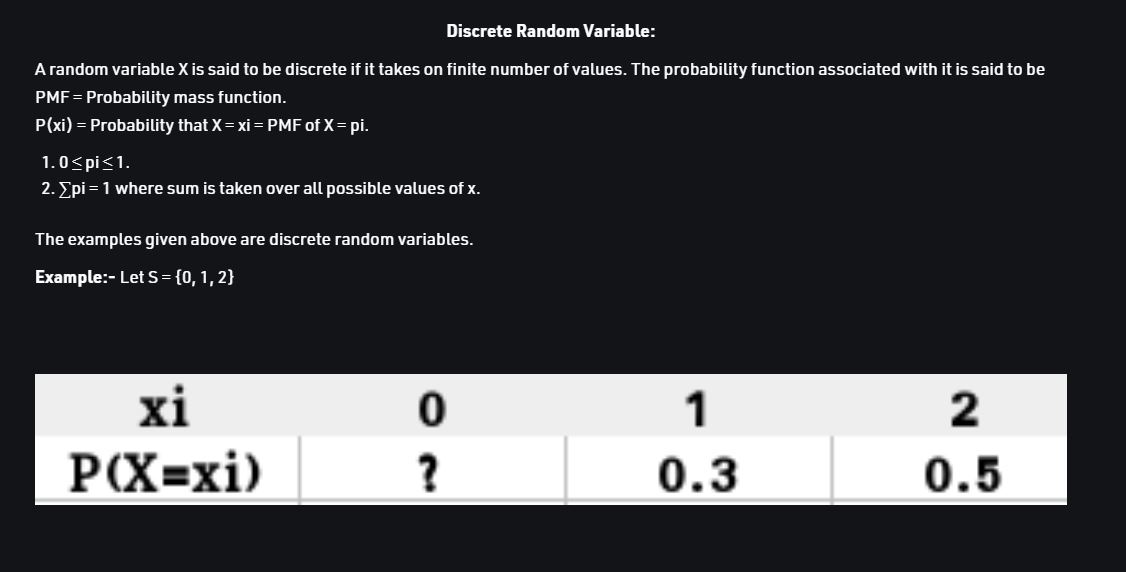 Discrete Random Variable:
A random variable X is said to be discrete if it takes on finite number of values. The probability function associated with it is said to be
PMF = Probability mass function.
P(xi) = Probability that X = xi = PMF of X = pi.
1. 0 ≤ pi ≤ 1.
2. ∑pi = 1 where sum is taken over all possible values of x.
The examples given above are discrete random variables.
Example:- Let S = {0, 1, 2}
xi 0 1 2
P(X=xi) ? 0.3 0.5